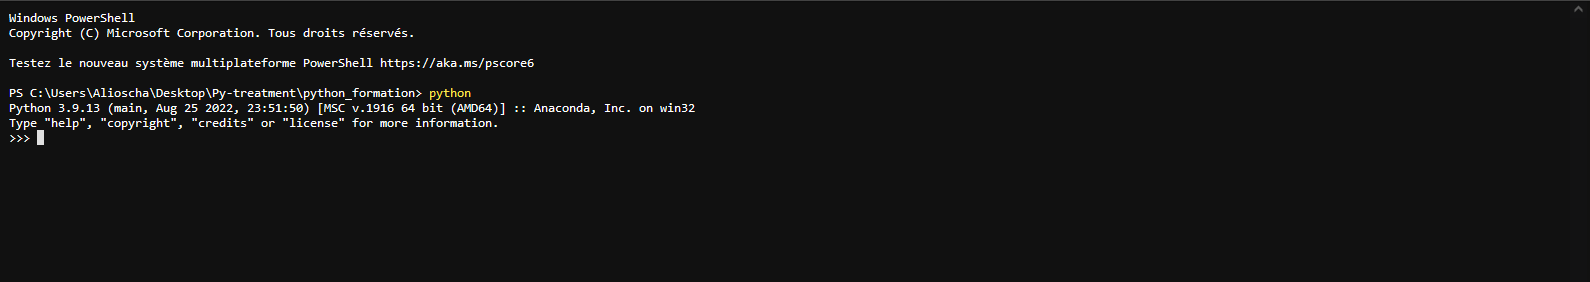 Windows PowerShell
Copyright (C) Microsoft Corporation. Tous droits réservés.
Testez le nouveau système multiplateforme PowerShell https://aka.ms/pscore6
PS C:\Users\Alioscha\Desktop\Py-treatment\python_formation> python
Python 3.9.13 (main, Aug 25 2022, 23:51:50) [MSC v.1916 64 bit (AMD64)] :: Anaconda, Inc. on win32
Type "help", "copyright", "credits" or "license" for more information.
>>>